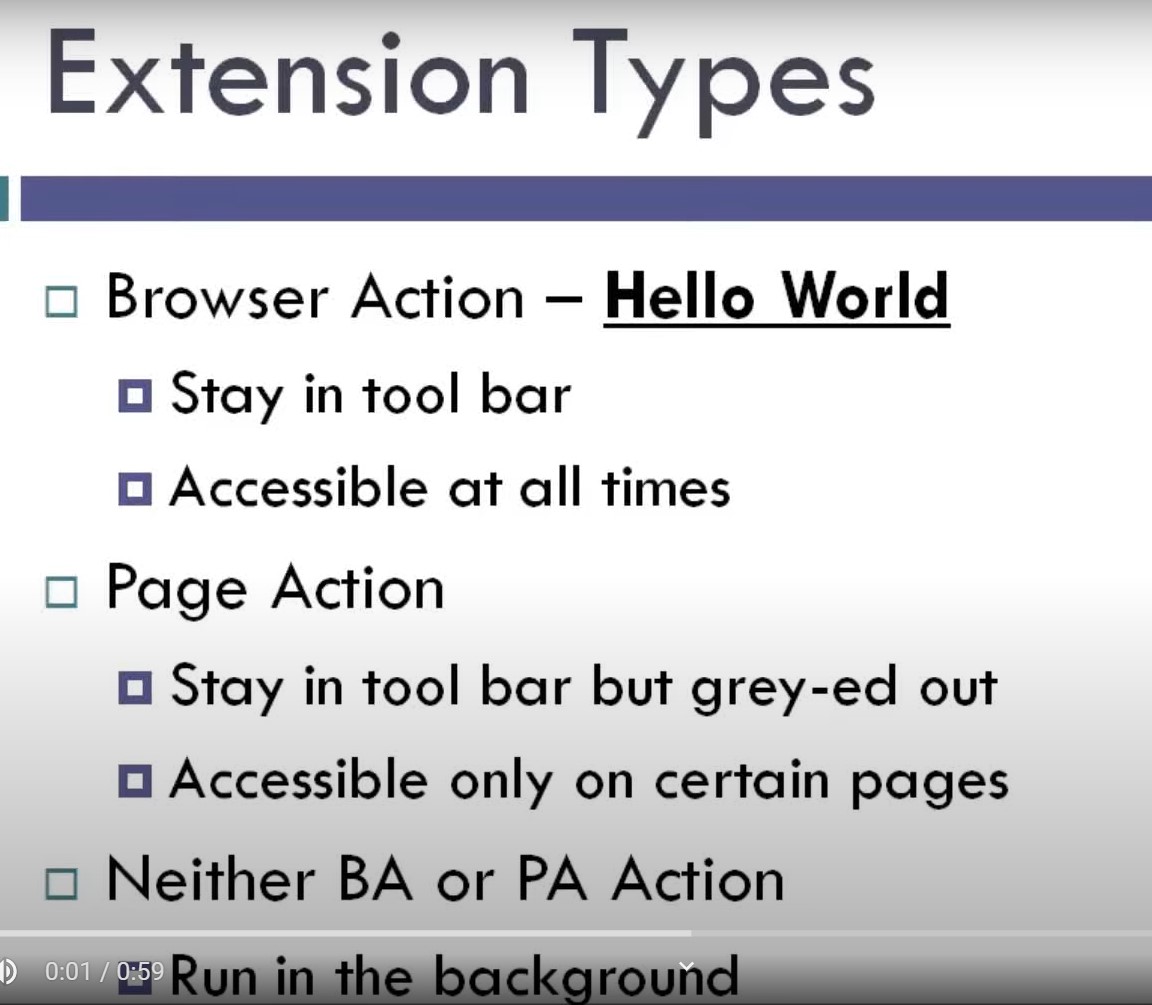 Extension Types
Browser Action – Hello World
Stay in tool bar
Accessible at all times
Page Action
Stay in tool bar but grey-ed out
Accessible only on certain pages
Neither BA or PA Action
0:01 / 0:59
Run in the background